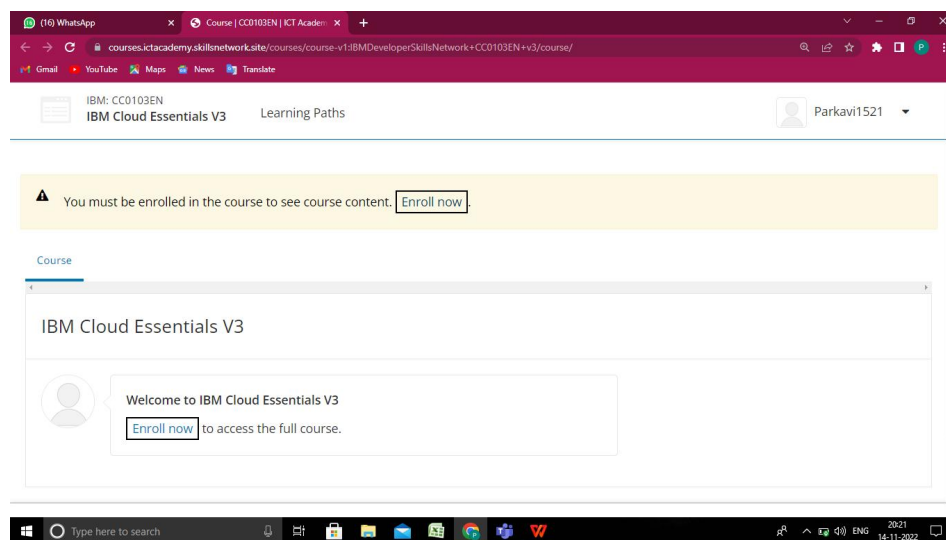 (16) WhatsApp
Course | CC0103EN | ICT Academ
courses.ictacademy.skillsnetwork.site/courses/course-v1:IBMDeveloperSkillsNetwork+CC0103EN+v3/course/
P
Gmail YouTube Maps News Translate
IBM: CC0103EN
IBM Cloud Essentials V3 Learning Paths Parkavi1521
You must be enrolled in the course to see course content. Enroll now.
Course
IBM Cloud Essentials V3
Welcome to IBM Cloud Essentials V3
Enroll now to access the full course.
Type here to search
ENG
20:21
14-11-2022